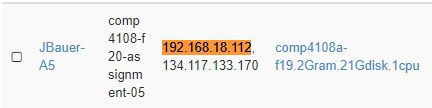 JBauer-
A5
comp
4108-f
20-as
signm
ent-05
192.168.18.112,
134.117.133.170
comp4108a-
f19.2Gram.21Gdisk.1cpu